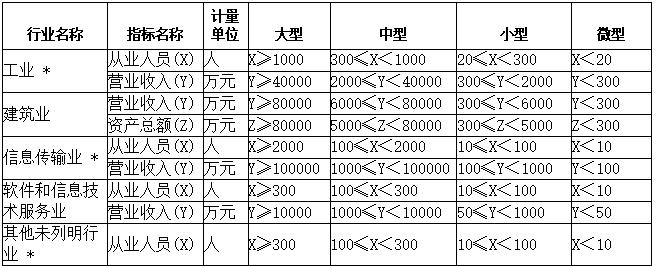 行业名称 指标名称 计量单位 大型 中型 小型 微型
工业 * 从业人员(X) 人 X≥1000 300≤X<1000 20≤X<300 X<20
营业收入(Y) 万元 Y≥40000 2000≤Y<40000 300≤Y<2000 Y<300
建筑业 营业收入(Y) 万元 Y≥80000 6000≤Y<80000 300≤Y<6000 Y<300
资产总额(Z) 万元 Z≥80000 5000≤Z<80000 300≤Z<5000 Z<300
信息传输业 * 从业人员(X) 人 X≥2000 100≤X<2000 10≤X<100 X<10
营业收入(Y) 万元 Y≥100000 1000≤Y<100000 100≤Y<1000 Y<100
软件和信息技术服务业 从业人员(X) 人 X≥300 100≤X<300 10≤X<100 X<10
营业收入(Y) 万元 Y≥10000 1000≤Y<10000 50≤Y<1000 Y<50
其他未列明行业 * 从业人员(X) 人 X≥300 100≤X<300 10≤X<100 X<10